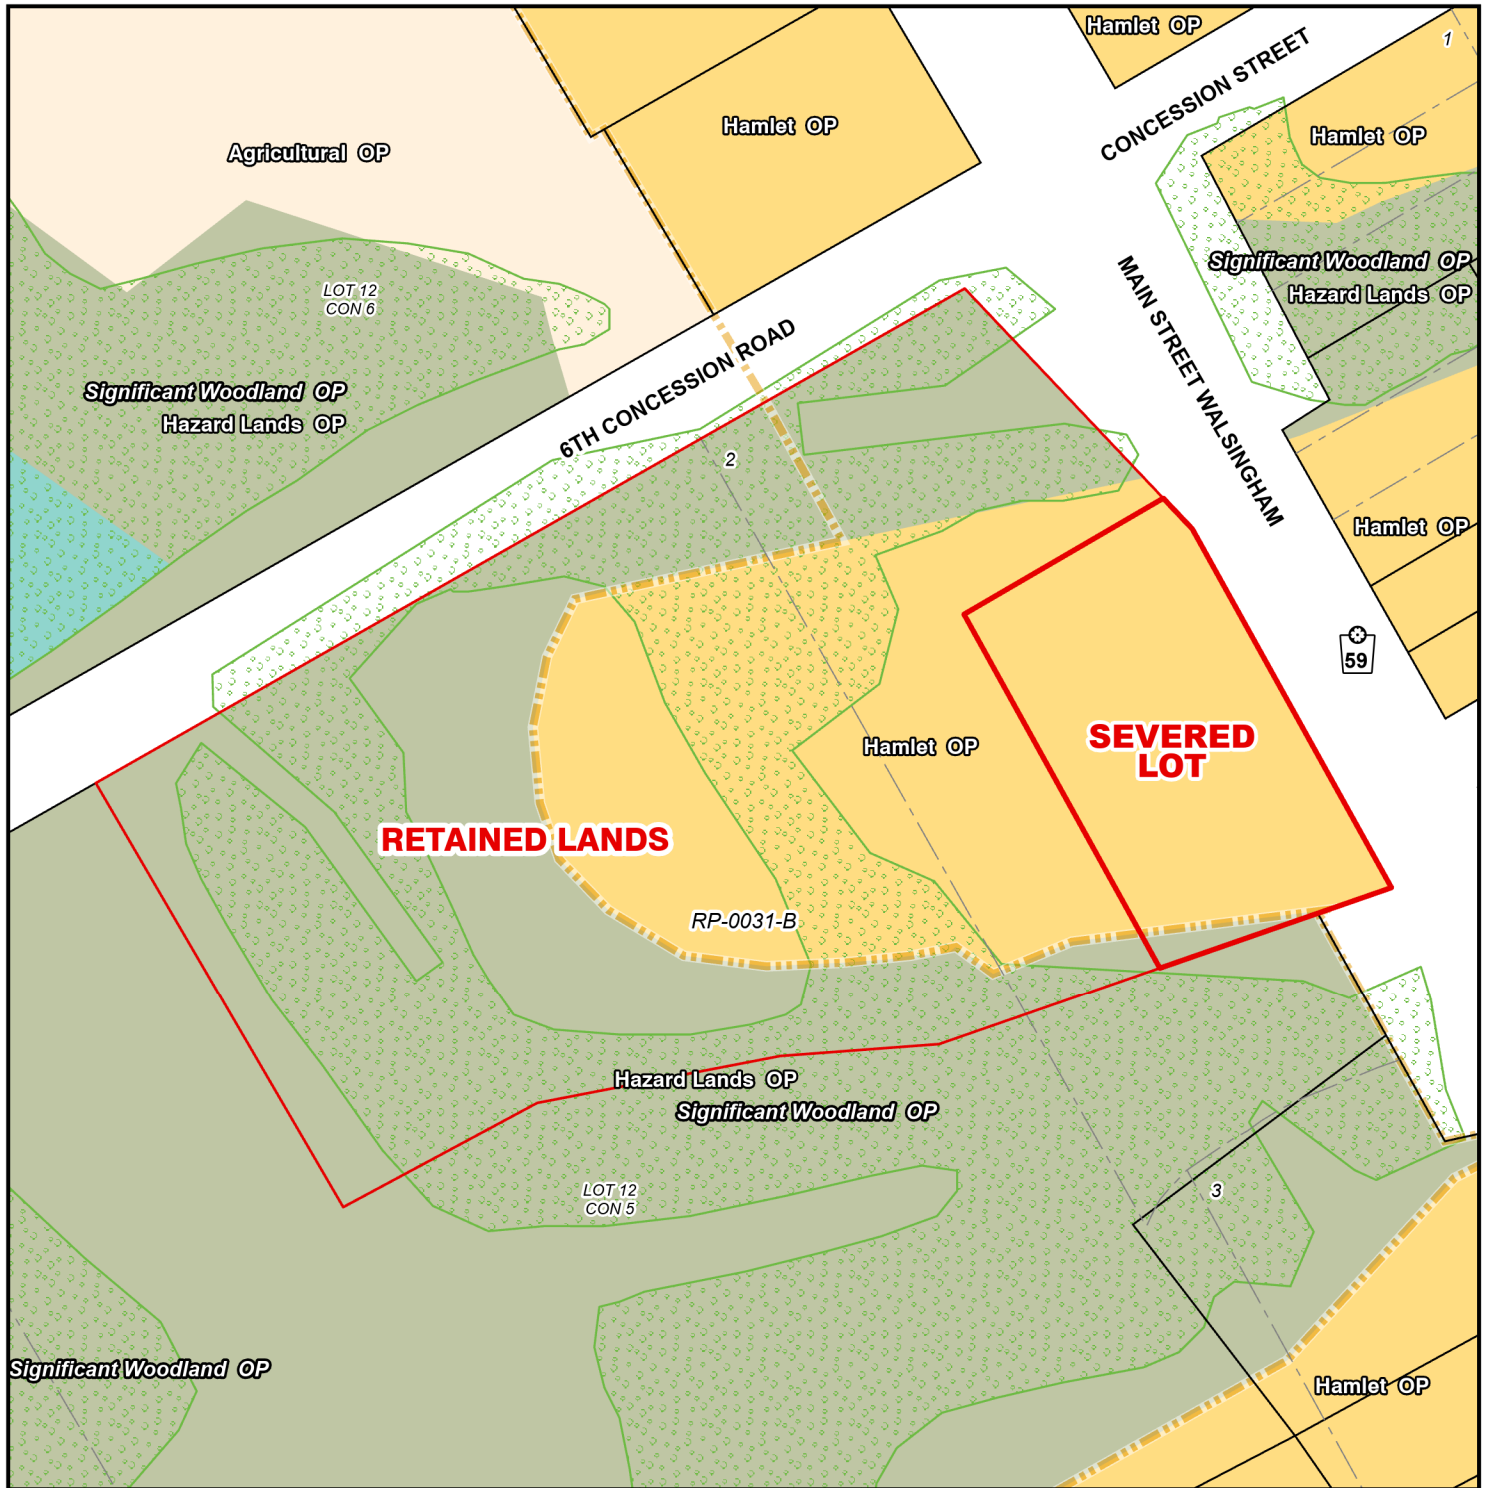 Hamlet OP
1
CONCESSION STREET
Hamlet OP
Hamlet OP
Agricultural OP
Significant Woodland OP
Hazard Lands OP
LOT 12
CON 6
MAIN STREET WALSINGHAM
6TH CONCESSION ROAD
Significant Woodland OP
Hazard Lands OP
2
Hamlet OP
59
Hamlet OP
SEVERED
LOT
RETAINED LANDS
RP-0031-B
Hazard Lands OP
Significant Woodland OP
LOT 12
CON 5
3
Significant Woodland OP
Hamlet OP